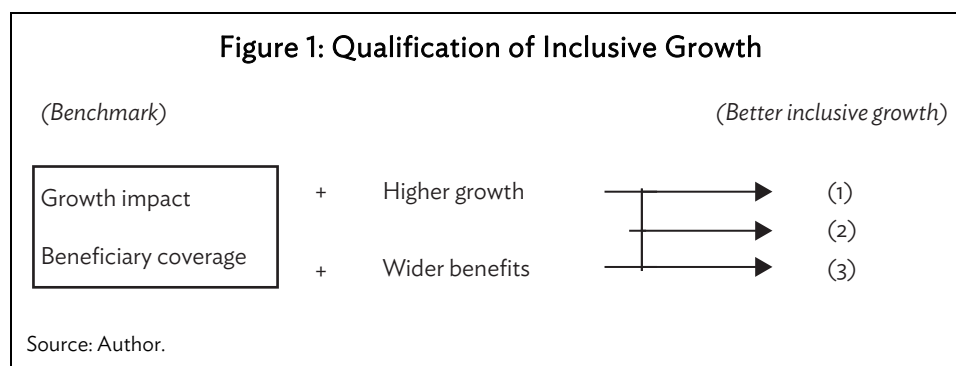 Figure 1: Qualification of Inclusive Growth
(Benchmark) (Better inclusive growth)
Growth impact + Higher growth (1)
(2)
Beneficiary coverage + Wider benefits (3)
Source: Author.